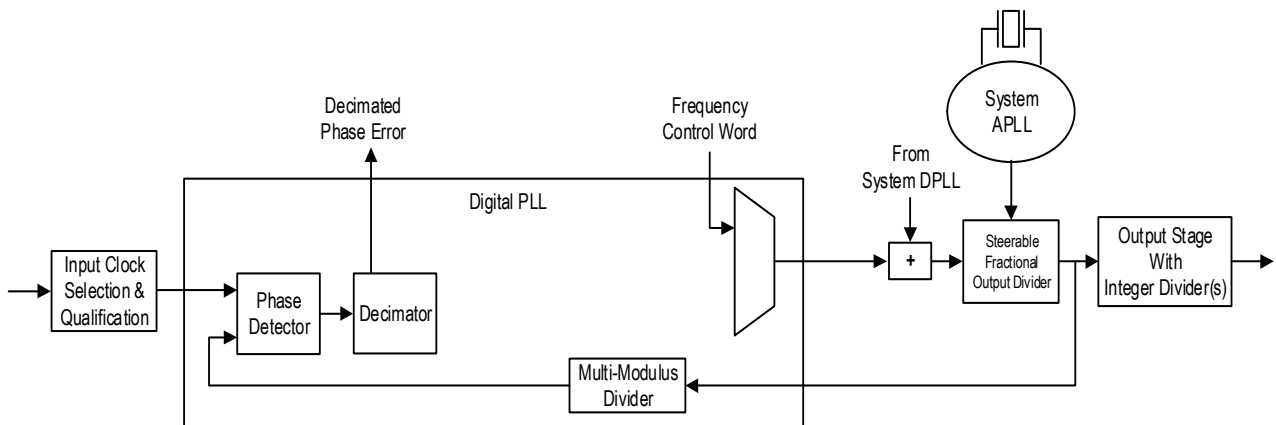 System
APLL
Decimated
Phase Error
Frequency
Control Word
From
System DPLL
Digital PLL
Input Clock
Selection &
Qualification
Phase
Detector
Decimator
+
Steerable
Fractional
Output Divider
Output Stage
With
Integer Divider(s)
Multi-Modulus
Divider